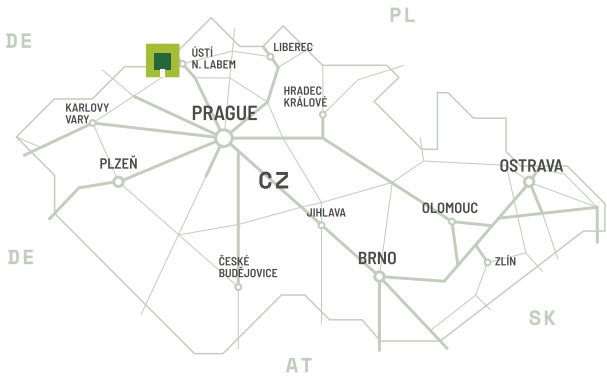 PL
DE
ÚSTÍ
N. LABEM
LIBEREC
HRADEC
KRÁLOVÉ
KARLOVY
VARY
PRAGUE
PLZEŇ
OSTRAVA
CZ
JIHLAVA
OLOMOUC
DE
ČESKÉ
BUDĚJOVICE
BRNO
ZLÍN
SK
AT